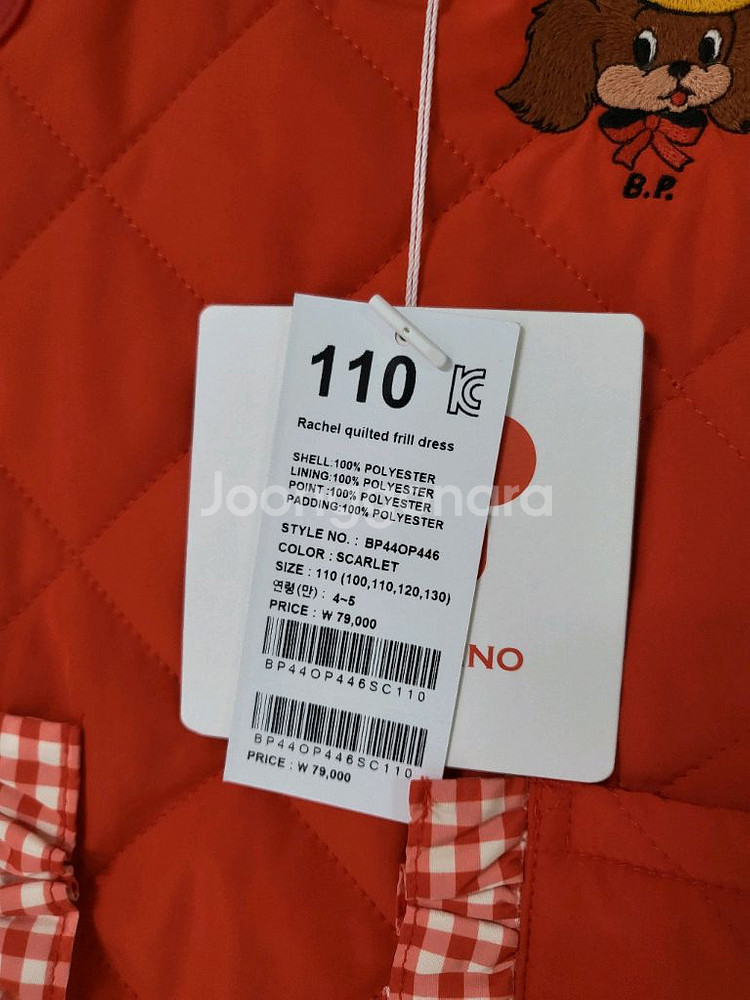 B.P.
110
Rachel quilted frill dress
SHELL:100% POLYESTER
LINING:100% POLYESTER
POINT :100% POLYESTER
PADDING:100% POLYESTER
Joonggonara
STYLE NO. : BP44OP446
COLOR : SCARLET
SIZE : 110 (100,110,120,130)
연령(만) : 4~5
PRICE : ₩ 79,000
BP44OP446SC110
NO
BP44OP446SC110
PRICE : ₩ 79,000